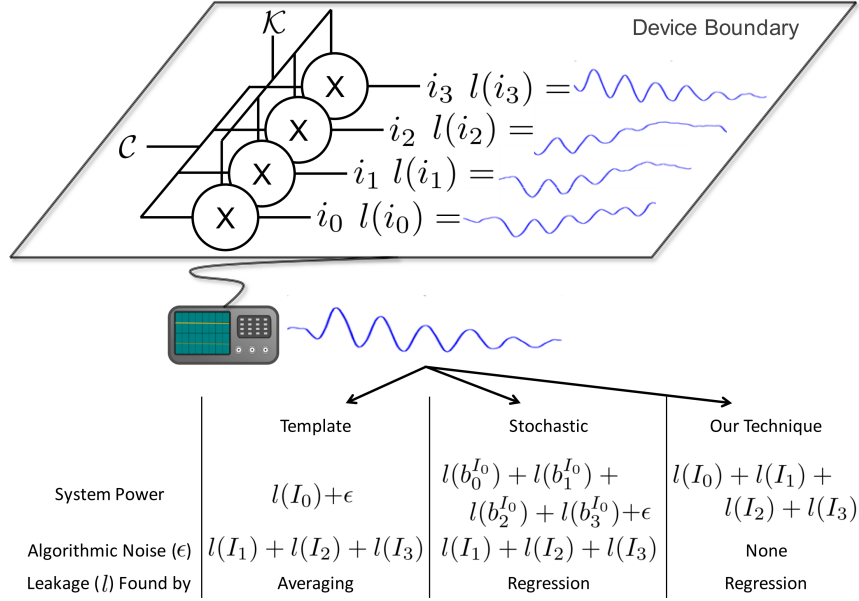 𝒦
Device Boundary
X
i₃ l(i₃) =
X
i₂ l(i₂) =
𝒞
X
i₁ l(i₁) =
X
i₀ l(i₀) =
Template Stochastic Our Technique
System Power l(I₀)+ϵ l(b₀^{I₀}) + l(b₁^{I₀}) + l(b₂^{I₀}) + l(b₃^{I₀})+ϵ l(I₀) + l(I₁) + l(I₂) + l(I₃)
Algorithmic Noise (ϵ) l(I₁) + l(I₂) + l(I₃) l(I₁) + l(I₂) + l(I₃) None
Leakage (l) Found by Averaging Regression Regression